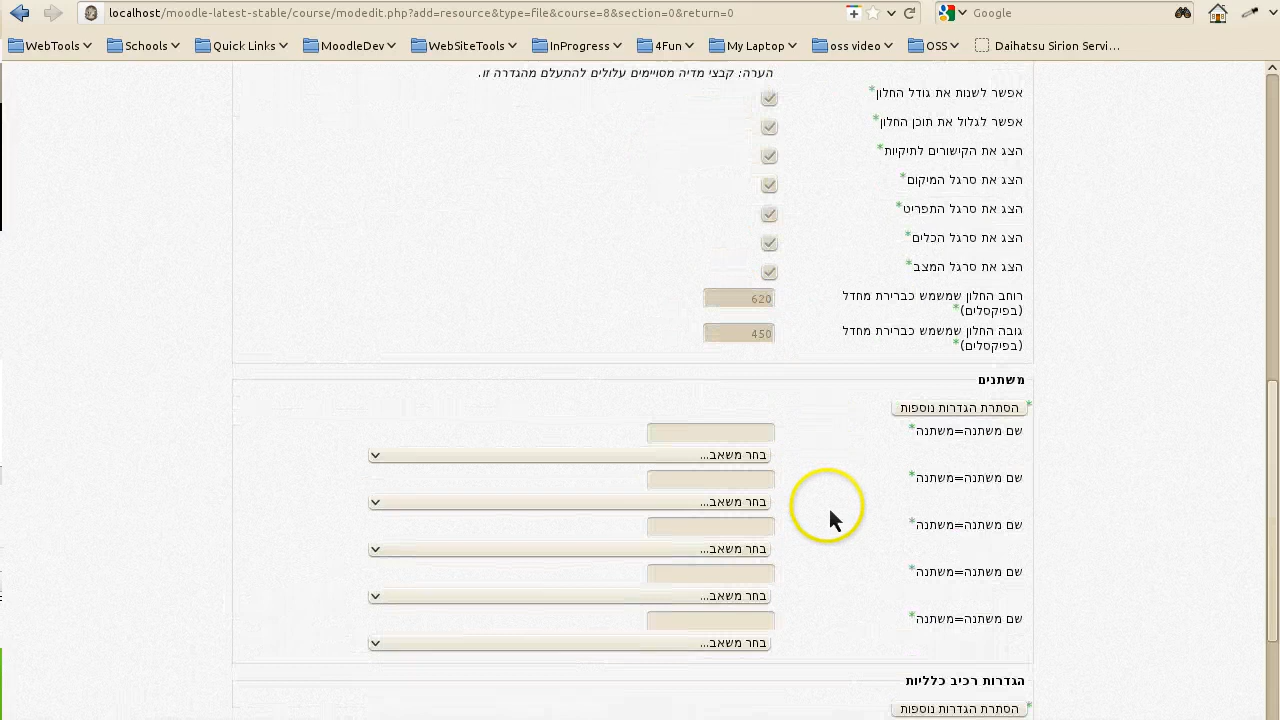 localhost/moodle-latest-stable/course/modedit.php?add=resource&type=file&course=8&section=0&return=0
Google
WebTools
Schools
Quick Links
MoodleDev
WebSiteTools
InProgress
4Fun
My Laptop
oss video
OSS
Daihatsu Sirion Servi...
הערה: קבצי מדיה מסויימים עלולים להתעלם מהגדרה זו.
אפשר לשנות את גודל החלון*
אפשר לגלול את תוכן החלון*
הצג את הקישורים לתיקיות*
הצג את סרגל המיקום*
הצג את סרגל התפריט*
הצג את סרגל הכלים*
הצג את סרגל המצב*
רוחב החלון שמשמש כברירת מחדל
(בפיקסלים)*
620
גובה החלון שמשמש כברירת מחדל
(בפיקסלים)*
450
משתנים
הסתרת הגדרות נוספות
*
שם משתנה=משתנה*
בחר משאב...
שם משתנה=משתנה*
בחר משאב...
שם משתנה=משתנה*
בחר משאב...
שם משתנה=משתנה*
בחר משאב...
שם משתנה=משתנה*
בחר משאב...
הגדרות רכיב כלליות
הסתרת הגדרות נוספות
*